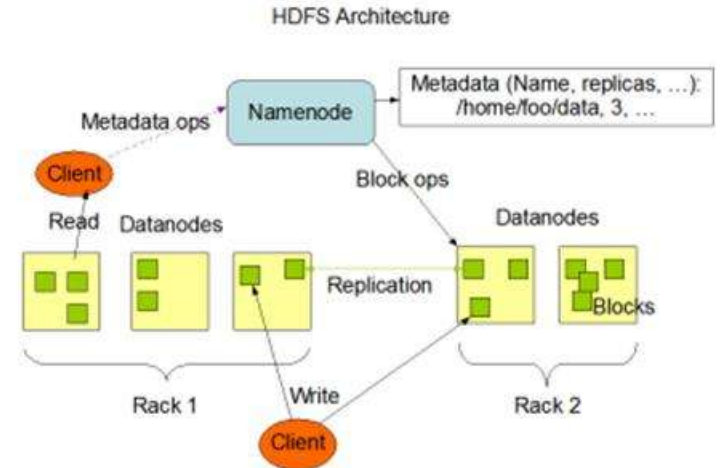 HDFS Architecture
Metadata (Name, replicas, ...):
/home/foo/data, 3, ...
Namenode
Metadata ops
Client
Block ops
Read
Datanodes
Datanodes
Replication
Blocks
Rack 1
Write
Rack 2
Client